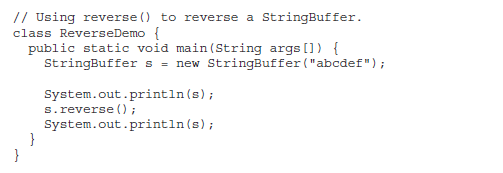 // Using reverse() to reverse a StringBuffer.
class ReverseDemo {
  public static void main(String args[]) {
    StringBuffer s = new StringBuffer("abcdef");

    System.out.println(s);
    s.reverse();
    System.out.println(s);
  }
}